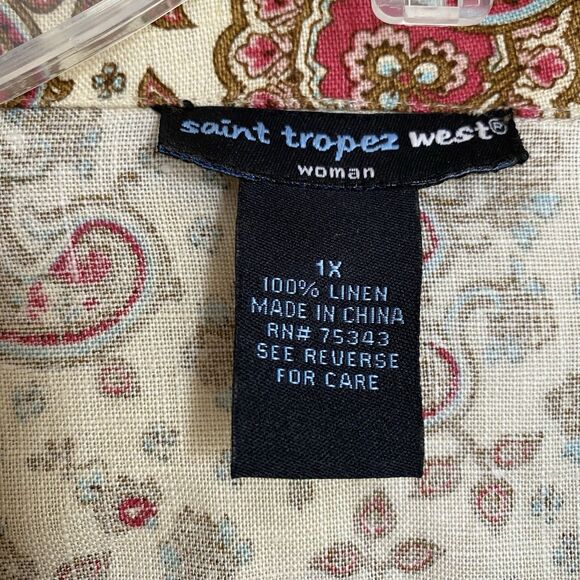 saint tropez west®
woman
1X
100% LINEN
MADE IN CHINA
RN# 75343
SEE REVERSE
FOR CARE